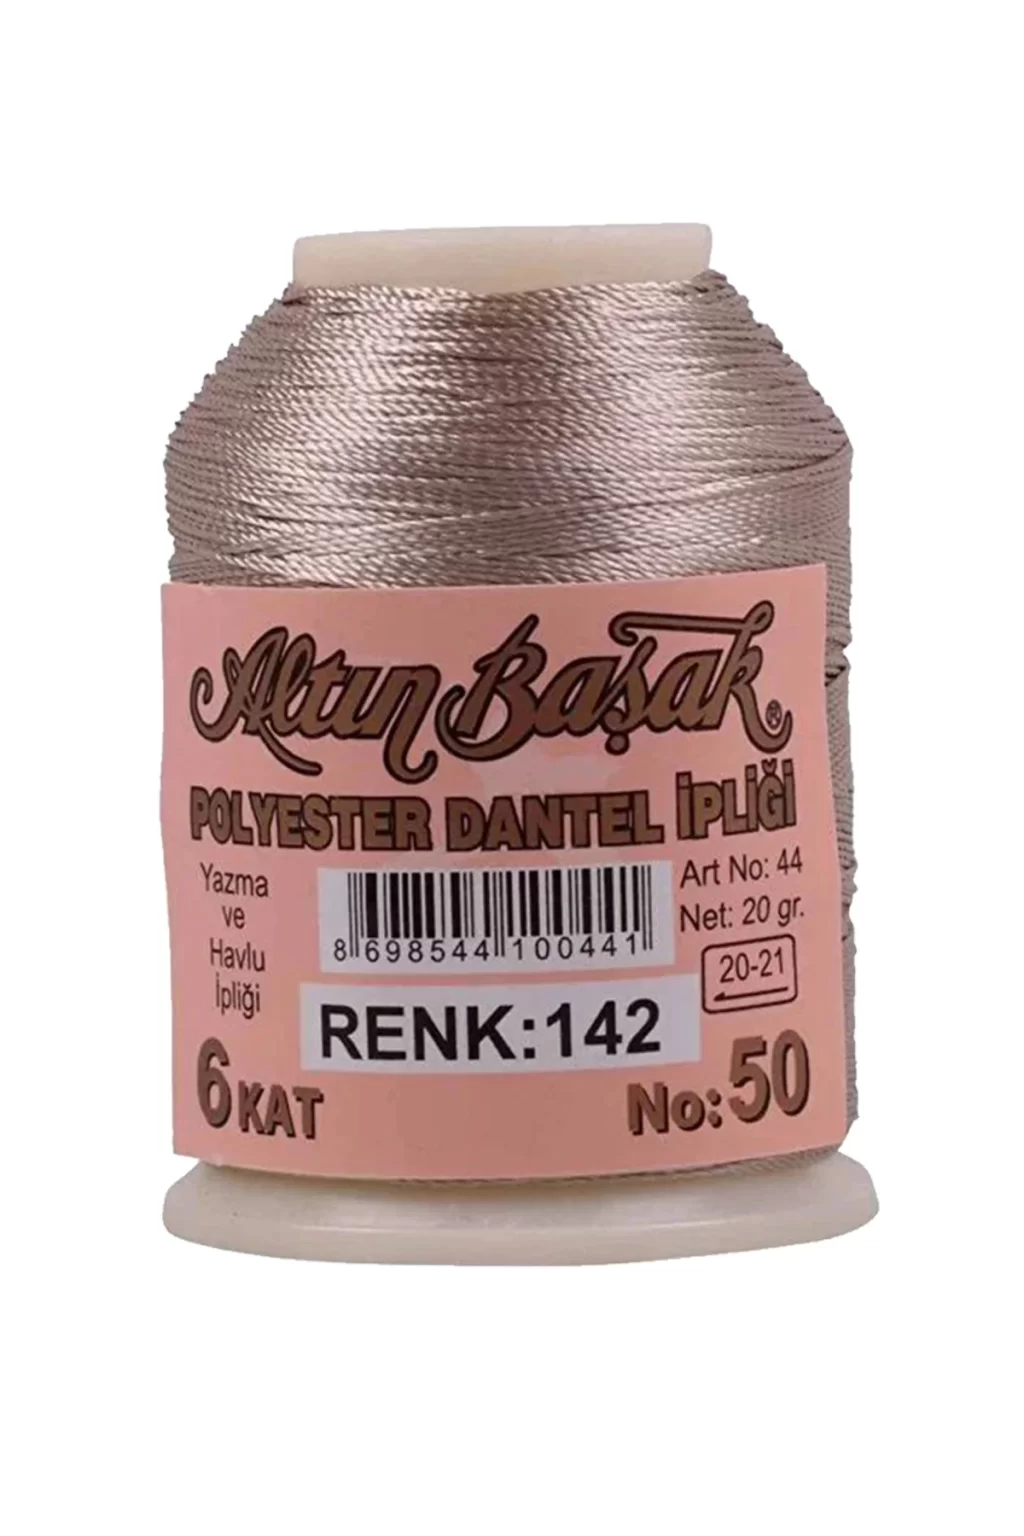 Altın Başak ®
POLYESTER DANTEL İPLİĞİ
Yazma
ve
Havlu
İpliği
8 698544 100441
Art No: 44
Net: 20 gr.
20-21
RENK:142
6 KAT
No: 50